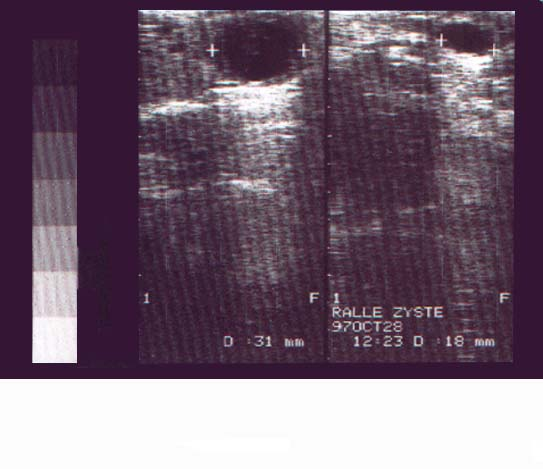 1 F
D :31 mm
1 F
RALLE ZYSTE
97OCT28
12:23 D :18 mm